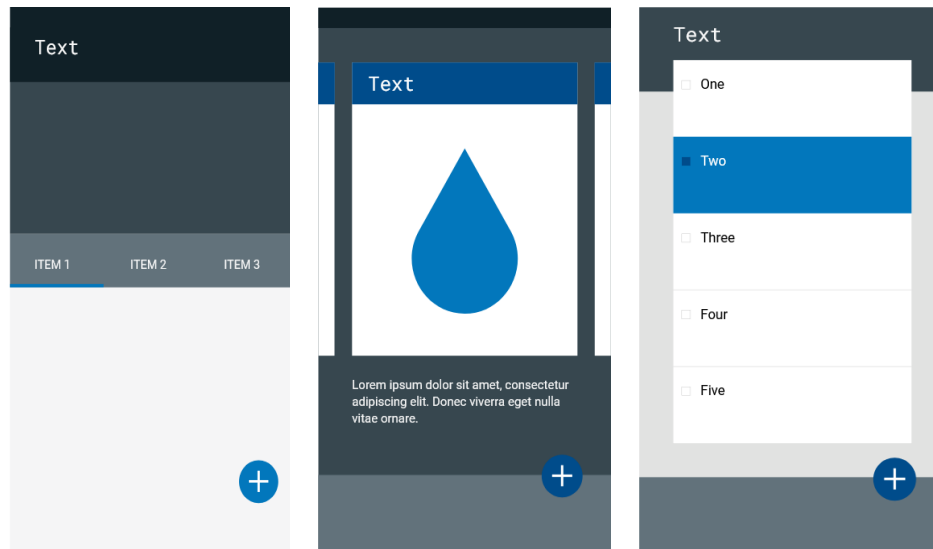 Text
ITEM 1
ITEM 2
ITEM 3
Text
Lorem ipsum dolor sit amet, consectetur
adipiscing elit. Donec viverra eget nulla
vitae ornare.
Text
One
Two
Three
Four
Five